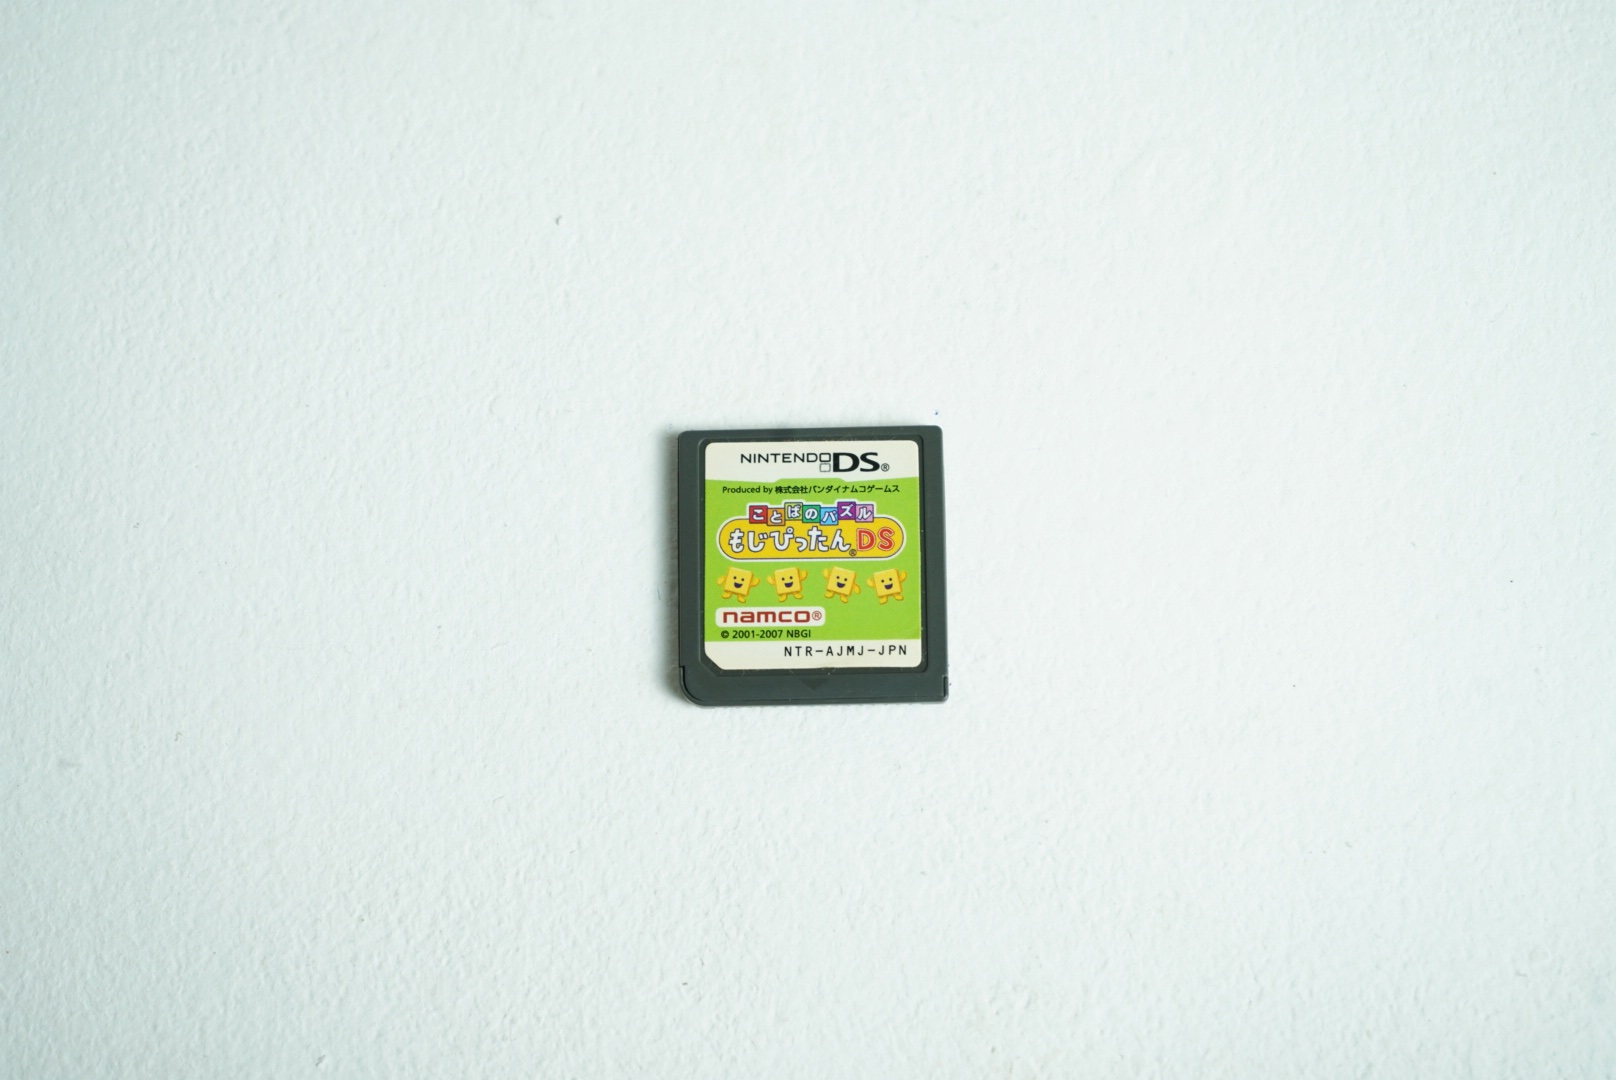 NINTENDO DS®
Produced by 株式会社バンダイナムコゲームス
ことばのパズル
もじぴったん®DS
namco®
© 2001-2007 NBGI
NTR-AJMJ-JPN